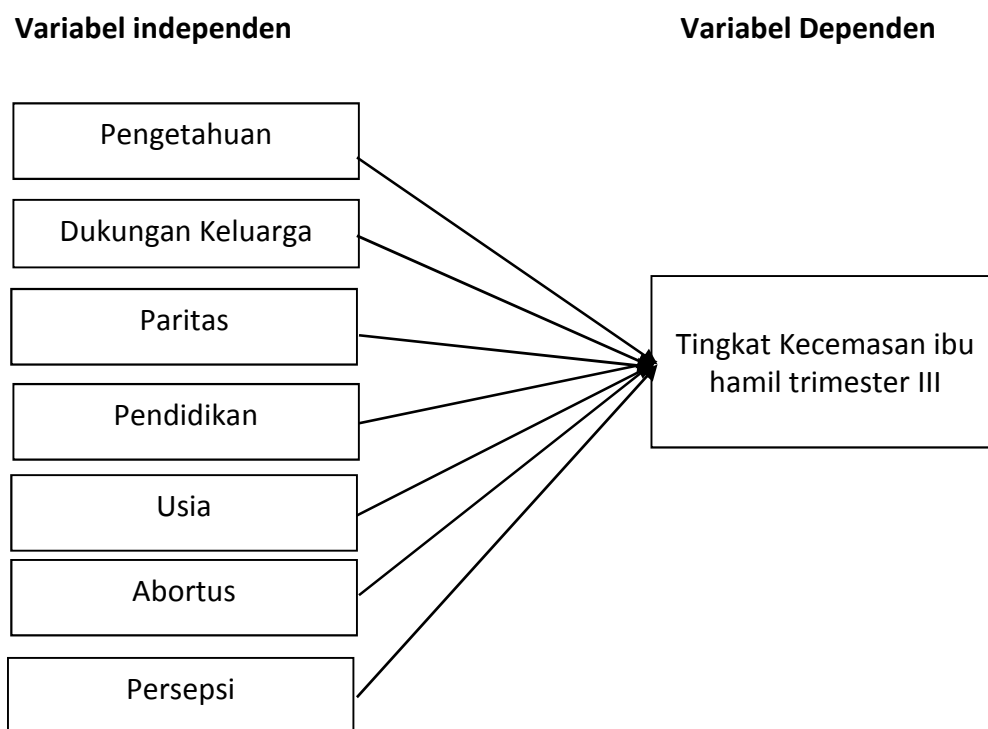 Variabel independen
Variabel Dependen
Pengetahuan
Dukungan Keluarga
Paritas
Pendidikan
Usia
Abortus
Persepsi
Tingkat Kecemasan ibu
hamil trimester III